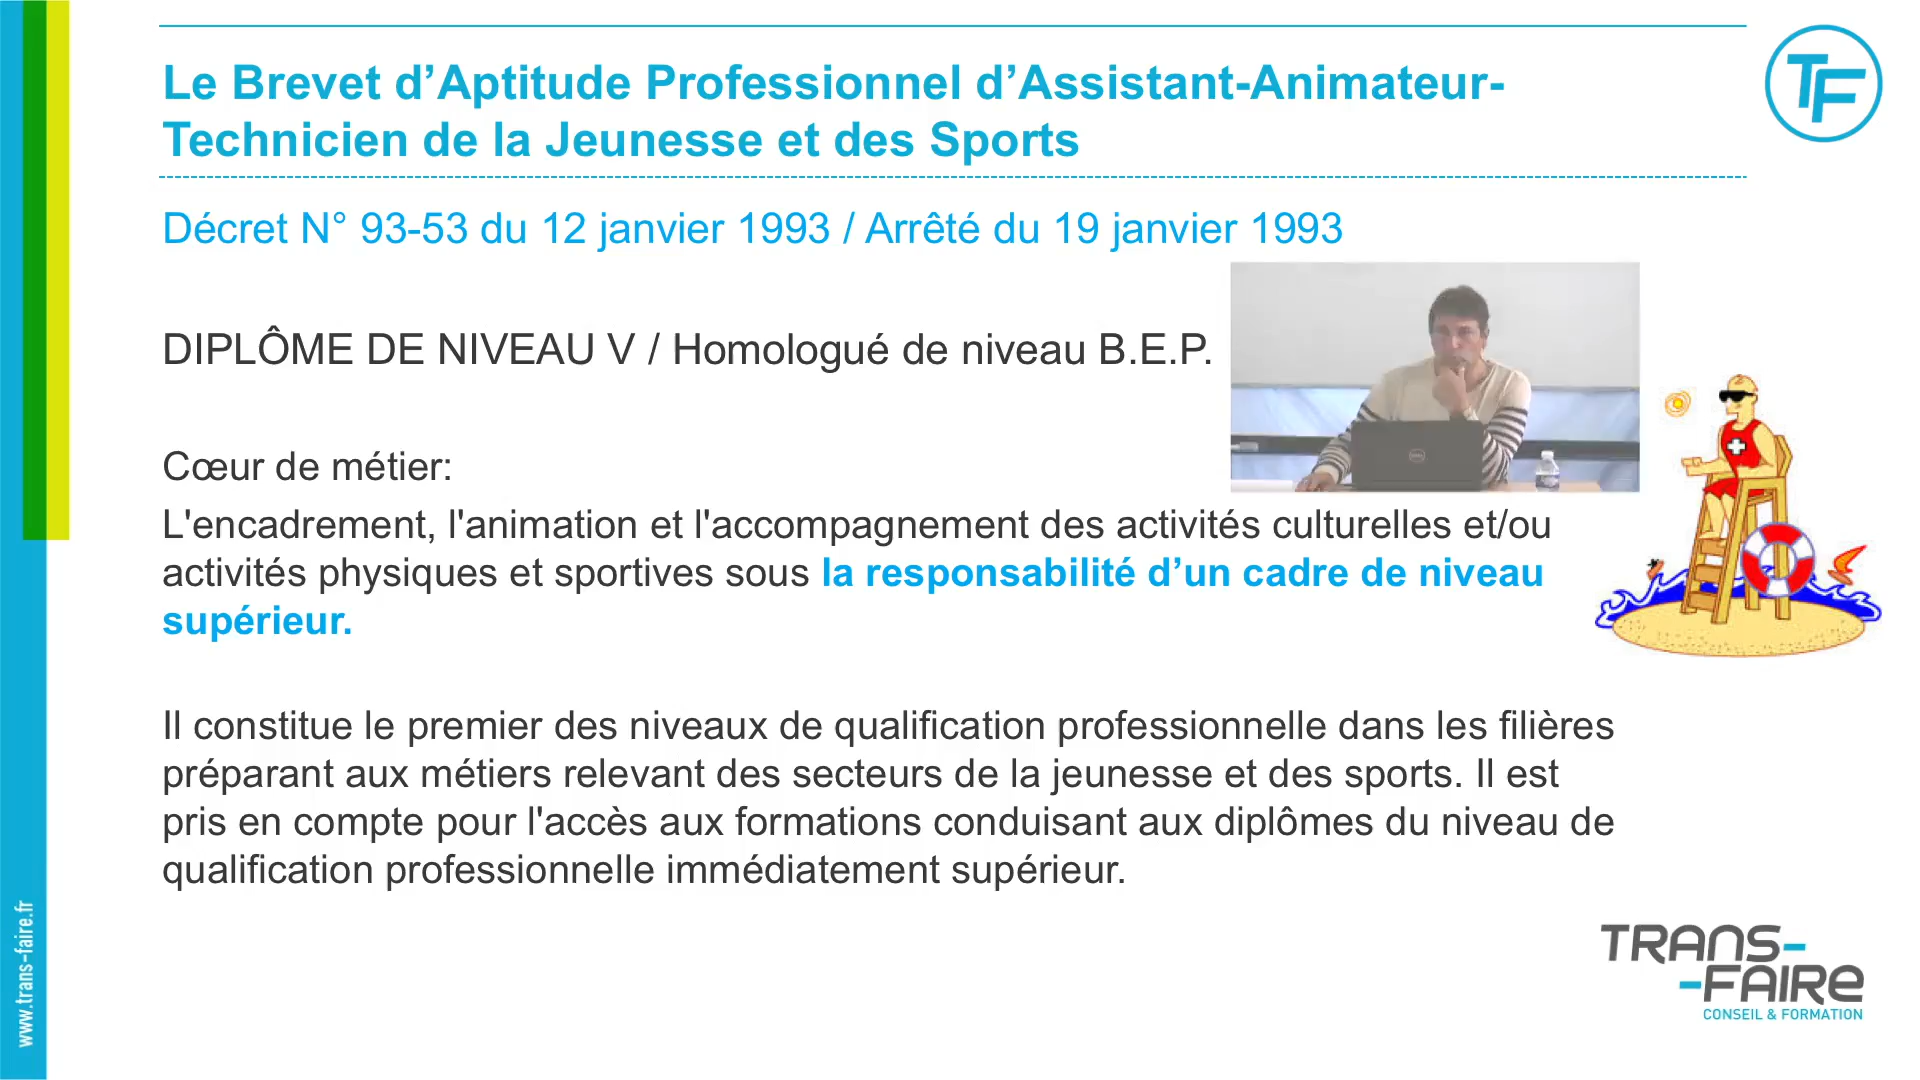 Le Brevet d’Aptitude Professionnel d’Assistant-Animateur-
Technicien de la Jeunesse et des Sports
TF
Décret N° 93-53 du 12 janvier 1993 / Arrêté du 19 janvier 1993
DIPLÔME DE NIVEAU V / Homologué de niveau B.E.P.
Cœur de métier:
L'encadrement, l'animation et l'accompagnement des activités culturelles et/ou
activités physiques et sportives sous la responsabilité d’un cadre de niveau
supérieur.
Il constitue le premier des niveaux de qualification professionnelle dans les filières
préparant aux métiers relevant des secteurs de la jeunesse et des sports. Il est
pris en compte pour l'accès aux formations conduisant aux diplômes du niveau de
qualification professionnelle immédiatement supérieur.
www.trans-faire.fr
TRANS-
-FAIRE
CONSEIL & FORMATION